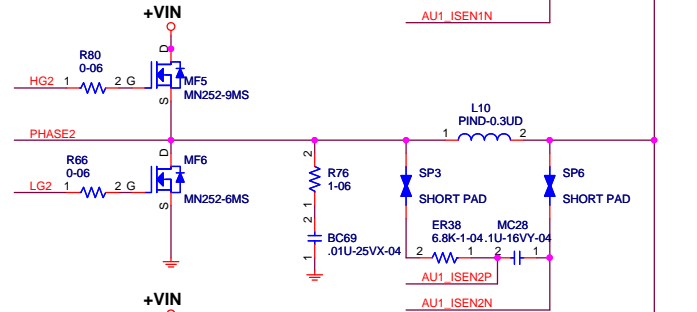 AU1_ISEN1N
+VIN
D
R80
0-06
HG2 1 2 G
MF5
MN252-9MS
S
L10
PIND-0.3UD
PHASE2
1 2
D
MF6
R66
0-06
LG2 1 2 G
MN252-6MS
S
2
R76
1-06
1
SP3
SHORT PAD
SP6
SHORT PAD
2
BC69
.01U-25VX-04
1
ER38
6.8K-1-04
MC28
.1U-16VY-04
2 1 2 1
AU1_ISEN2P
AU1_ISEN2N
+VIN